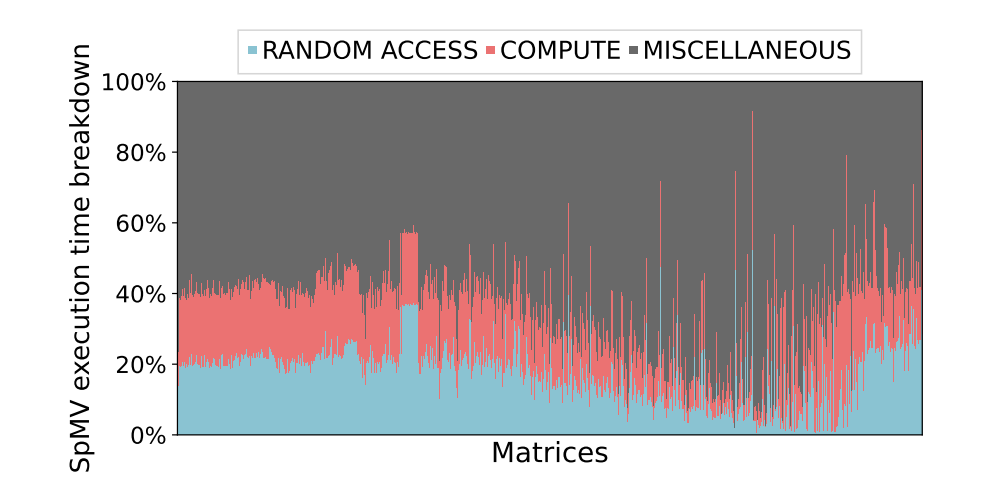 RANDOM ACCESS COMPUTE MISCELLANEOUS
SpMV execution time breakdown
100%
80%
60%
40%
20%
0%
Matrices